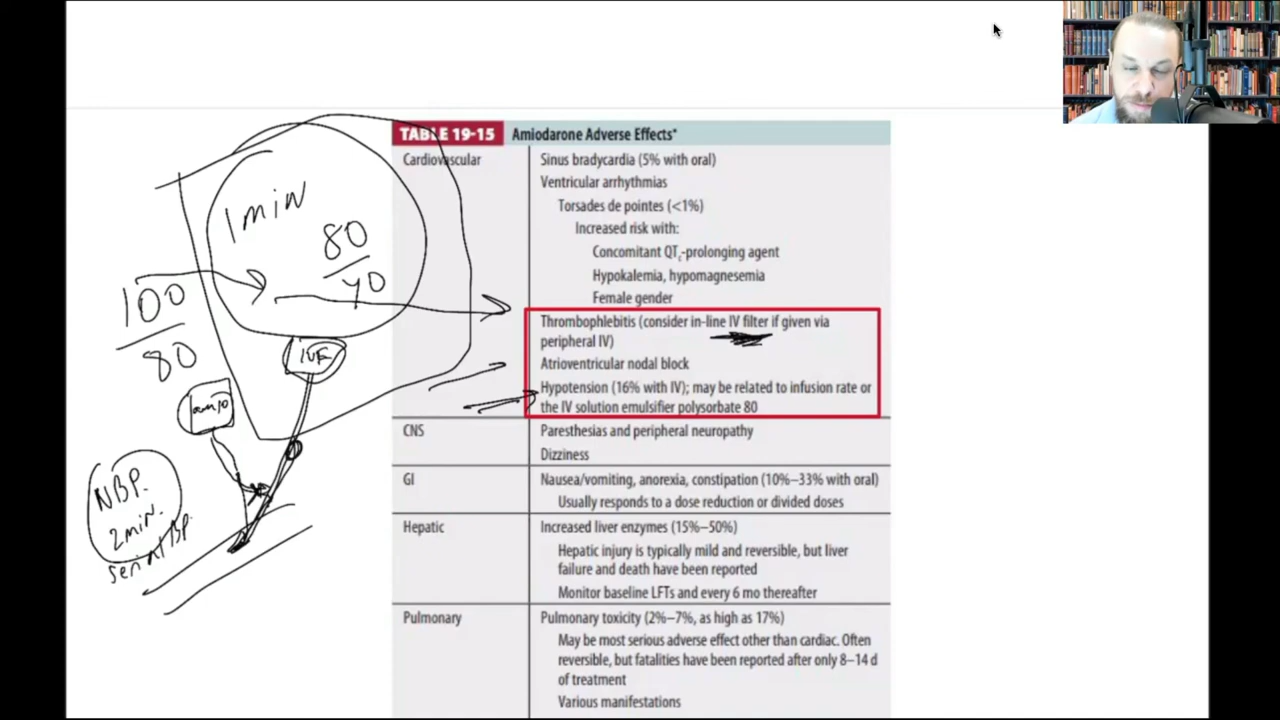 TABLE 19-15 Amiodarone Adverse Effects*
Cardiovascular
Sinus bradycardia (5% with oral)
Ventricular arrhythmias
Torsades de pointes (<1%)
Increased risk with:
Concomitant QTc-prolonging agent
Hypokalemia, hypomagnesemia
Female gender
Thrombophlebitis (consider in-line IV filter if given via
peripheral IV)
Atrioventricular nodal block
Hypotension (16% with IV); may be related to infusion rate or
the IV solution emulsifier polysorbate 80
CNS
Paresthesias and peripheral neuropathy
Dizziness
GI
Nausea/vomiting, anorexia, constipation (10%–33% with oral)
Usually responds to a dose reduction or divided doses
Hepatic
Increased liver enzymes (15%–50%)
Hepatic injury is typically mild and reversible, but liver
failure and death have been reported
Monitor baseline LFTs and every 6 mo thereafter
Pulmonary
Pulmonary toxicity (2%–7%, as high as 17%)
May be most serious adverse effect other than cardiac. Often
reversible, but fatalities have been reported after only 8–14 d
of treatment
Various manifestations
1 min
80
40
100
80
IVF
amio
NBP.
2 min.
serial BP.